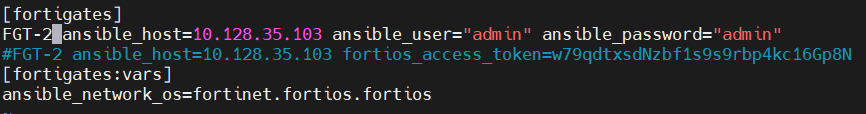 [fortigates]
FGT-2 ansible_host=10.128.35.103 ansible_user="admin" ansible_password="admin"
#FGT-2 ansible_host=10.128.35.103 fortios_access_token=w79qdtxsdNzbf1s9s9rbp4kc16Gp8N
[fortigates:vars]
ansible_network_os=fortinet.fortios.fortios